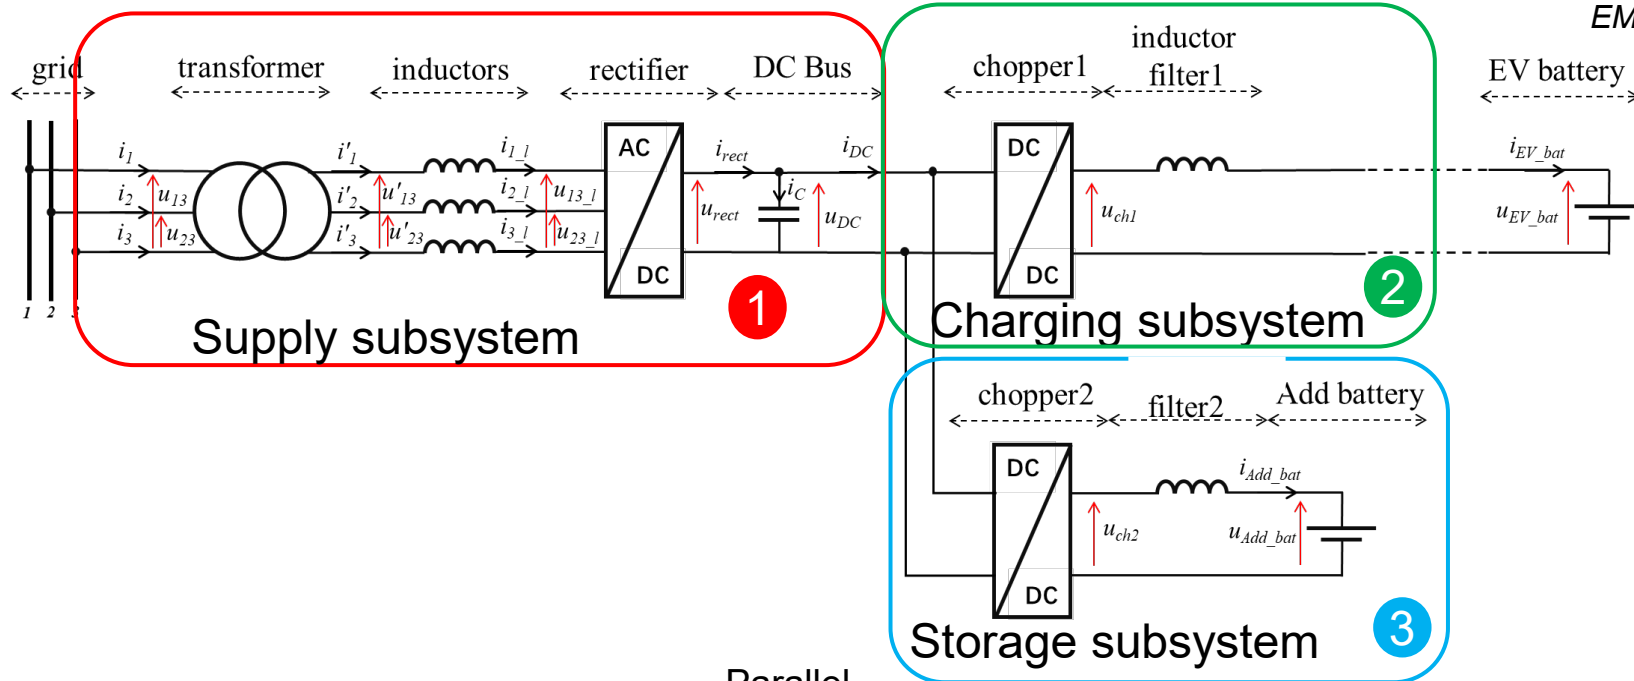 EM
grid
transformer
inductors
rectifier
DC Bus
chopper1
inductor
filter1
EV battery
i1
i2
i3
u13
u23
i'1
i'2
i'3
u'13
u'23
i1_l
i2_l
i3_l
u13_l
u23_l
AC
DC
irect
urect
iC
uDC
iDC
DC
DC
uch1
iEV_bat
uEV_bat
1 2 3
1
2
Supply subsystem
Charging subsystem
chopper2
filter2
Add battery
DC
DC
uch2
iAdd_bat
uAdd_bat
3
Storage subsystem